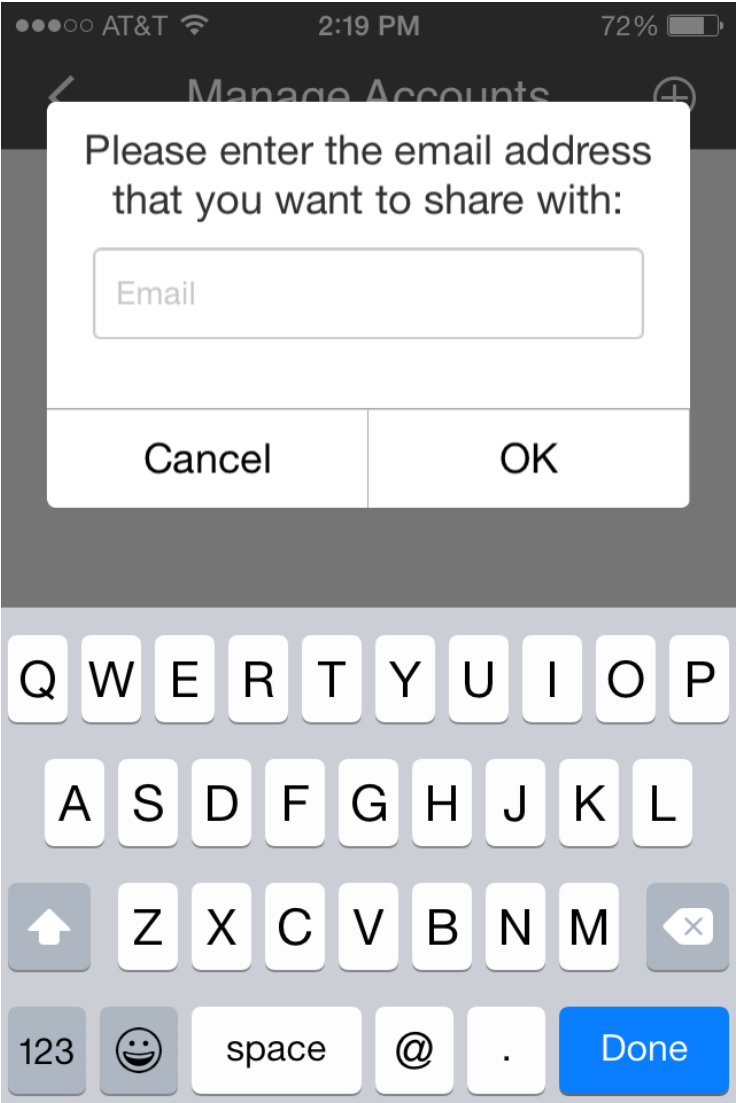 AT&T 2:19 PM 72%
Manage Accounts
Please enter the email address
that you want to share with:
Email
Cancel OK
Q W E R T Y U I O P
A S D F G H J K L
Z X C V B N M
123 space @ . Done